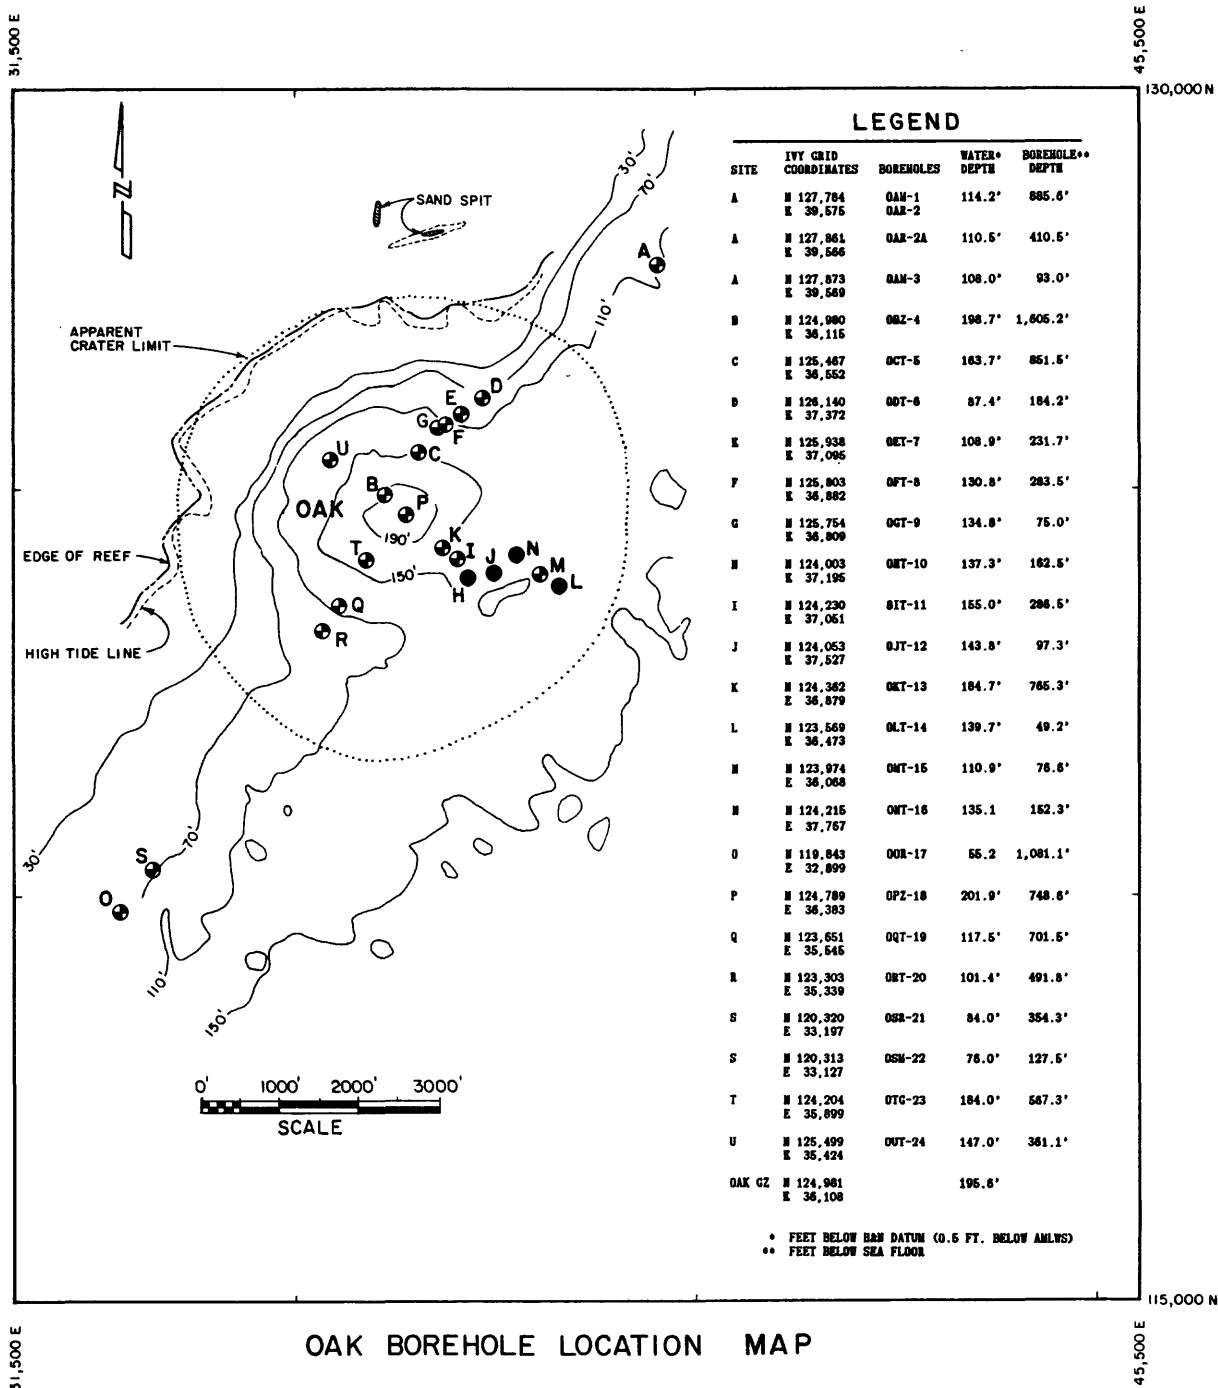 31,500 E
45,500 E
130,000 N
N
SAND SPIT
30'
70'
A
110'
APPARENT
CRATER LIMIT
D
E
G
F
C
U
B
P
OAK
190'
K
I
J
N
T
150'
H
M
L
EDGE OF REEF
Q
R
HIGH TIDE LINE
30'
70'
S
O
110'
150'
0' 1000' 2000' 3000'
SCALE
LEGEND
IVY GRID WATER* BOREHOLE**
SITE COORDINATES BOREHOLES DEPTH DEPTH
A N 127,784 OAM-1 114.2' 885.6'
E 39,575 OAR-2
A N 127,861 OAR-2A 110.5' 410.5'
E 39,566
A N 127,873 OAM-3 108.0' 93.0'
E 39,569
B N 124,980 OBZ-4 198.7' 1,605.2'
E 36,115
C N 125,467 OCT-5 163.7' 851.5'
E 36,552
D N 126,140 ODT-6 87.4' 184.2'
E 37,372
E N 125,938 OET-7 108.9' 231.7'
E 37,095
F N 125,803 OFT-8 130.8' 283.5'
E 36,882
G N 125,754 OGT-9 134.8' 75.0'
E 36,809
H N 124,003 OHT-10 137.3' 162.5'
E 37,195
I N 124,230 OIT-11 155.0' 286.5'
E 37,051
J N 124,053 OJT-12 143.8' 97.3'
E 37,527
K N 124,362 OKT-13 184.7' 765.3'
E 36,879
L N 123,569 OLT-14 139.7' 49.2'
E 36,473
M N 123,974 OMT-15 110.9' 76.6'
E 36,068
N N 124,215 ONT-16 135.1 152.3'
E 37,767
O N 119,843 OOR-17 55.2 1,081.1'
E 32,899
P N 124,789 OPZ-18 201.9' 748.6'
E 36,383
Q N 123,651 OQT-19 117.5' 701.5'
E 35,545
R N 123,303 ORT-20 101.4' 491.8'
E 35,339
S N 120,320 OSR-21 84.0' 354.3'
E 33,197
S N 120,313 OSM-22 76.0' 127.5'
E 33,127
T N 124,204 OTG-23 184.0' 567.3'
E 35,899
U N 125,499 OUT-24 147.0' 361.1'
E 35,424
OAK GZ N 124,981 195.6'
E 36,108
* FEET BELOW H&N DATUM (0.5 FT. BELOW AMLWS)
** FEET BELOW SEA FLOOR
115,000 N
31,500 E
45,500 E
OAK BOREHOLE LOCATION MAP